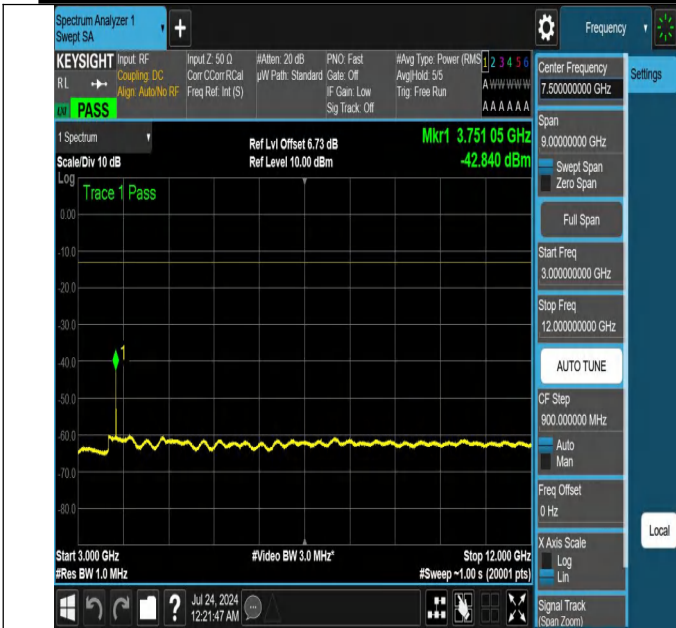 Spectrum Analyzer 1
Swept SA
+
Frequency
KEYSIGHT
RL
PASS
Input: RF
Coupling: DC
Align: Auto/No RF
Input Z: 50 Ω
Corr CCorr RCal
Freq Ref: Int (S)
#Atten: 20 dB
µW Path: Standard
PNO: Fast
Gate: Off
IF Gain: Low
Sig Track: Off
#Avg Type: Power (RMS
Avg|Hold: 5/5
Trig: Free Run
1 2 3 4 5 6
A W W W W W
A A A A A A
1 Spectrum
Scale/Div 10 dB
Ref Lvl Offset 6.73 dB
Ref Level 10.00 dBm
Mkr1 3.751 05 GHz
-42.840 dBm
Log
Trace 1 Pass
0.00
-10.0
-20.0
-30.0
-40.0
-50.0
-60.0
-70.0
-80.0
1
Start 3.000 GHz
#Res BW 1.0 MHz
#Video BW 3.0 MHz*
Stop 12.000 GHz
#Sweep ~1.00 s (20001 pts)
?
Jul 24, 2024
12:21:47 AM
Center Frequency
7.500000000 GHz
Settings
Span
9.00000000 GHz
Swept Span
Zero Span
Full Span
Start Freq
3.000000000 GHz
Stop Freq
12.000000000 GHz
AUTO TUNE
CF Step
900.000000 MHz
Auto
Man
Freq Offset
0 Hz
Local
X Axis Scale
Log
Lin
Signal Track
(Span Zoom)